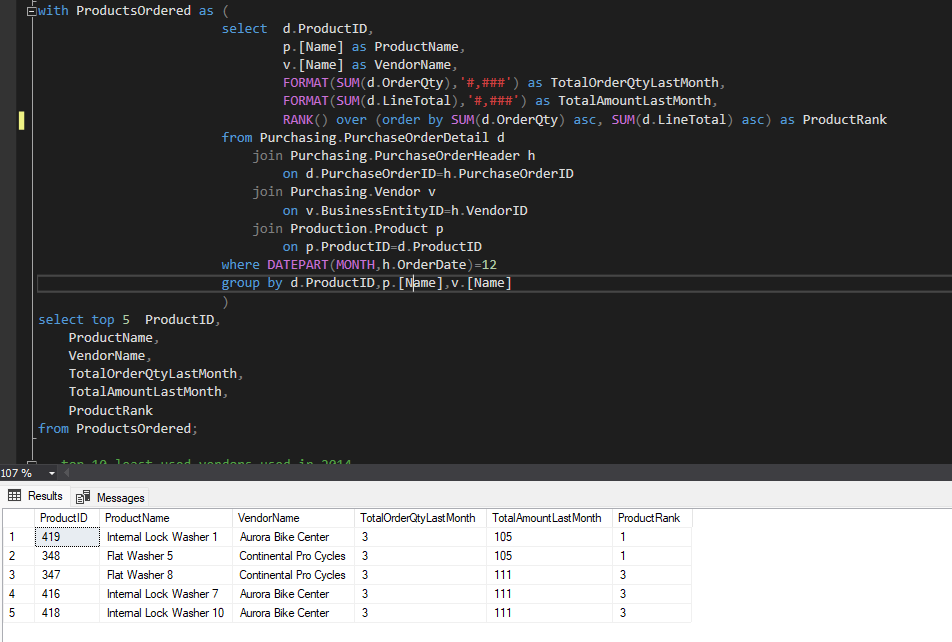 with ProductsOrdered as (
select d.ProductID,
p.[Name] as ProductName,
v.[Name] as VendorName,
FORMAT(SUM(d.OrderQty),'#,###') as TotalOrderQtyLastMonth,
FORMAT(SUM(d.LineTotal),'#,###') as TotalAmountLastMonth,
RANK() over (order by SUM(d.OrderQty) asc, SUM(d.LineTotal) asc) as ProductRank
from Purchasing.PurchaseOrderDetail d
join Purchasing.PurchaseOrderHeader h
on d.PurchaseOrderID=h.PurchaseOrderID
join Purchasing.Vendor v
on v.BusinessEntityID=h.VendorID
join Production.Product p
on p.ProductID=d.ProductID
where DATEPART(MONTH,h.OrderDate)=12
group by d.ProductID,p.[Name],v.[Name]
)
select top 5 ProductID,
ProductName,
VendorName,
TotalOrderQtyLastMonth,
TotalAmountLastMonth,
ProductRank
from ProductsOrdered;
top 10 least used vendors used in 2014
107 %
Results Messages
ProductID ProductName VendorName TotalOrderQtyLastMonth TotalAmountLastMonth ProductRank
1 419 Internal Lock Washer 1 Aurora Bike Center 3 105 1
2 348 Flat Washer 5 Continental Pro Cycles 3 105 1
3 347 Flat Washer 8 Continental Pro Cycles 3 111 3
4 416 Internal Lock Washer 7 Aurora Bike Center 3 111 3
5 418 Internal Lock Washer 10 Aurora Bike Center 3 111 3